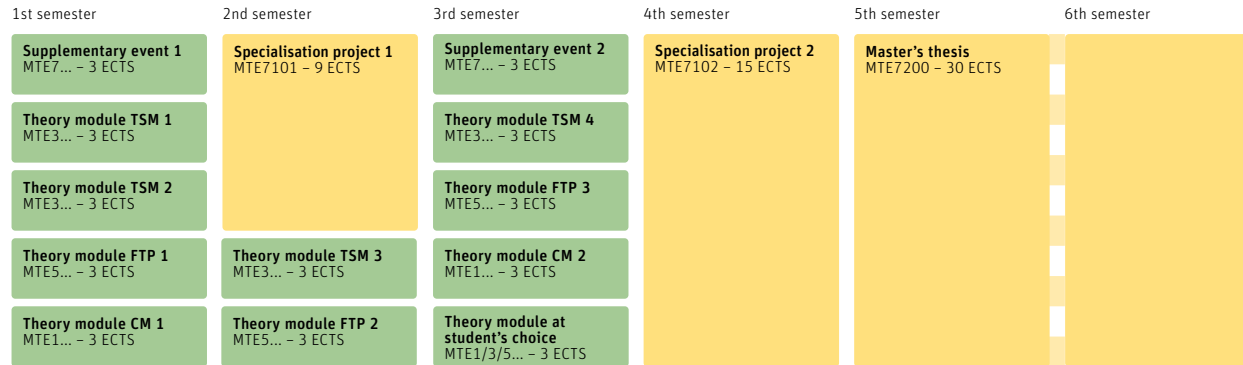 1st semester
2nd semester
3rd semester
4th semester
5th semester
6th semester
Supplementary event 1
MTE7... – 3 ECTS
Theory module TSM 1
MTE3... – 3 ECTS
Theory module TSM 2
MTE3... – 3 ECTS
Theory module FTP 1
MTE5... – 3 ECTS
Theory module CM 1
MTE1... – 3 ECTS
Specialisation project 1
MTE7101 – 9 ECTS
Theory module TSM 3
MTE3... – 3 ECTS
Theory module FTP 2
MTE5... – 3 ECTS
Supplementary event 2
MTE7... – 3 ECTS
Theory module TSM 4
MTE3... – 3 ECTS
Theory module FTP 3
MTE5... – 3 ECTS
Theory module CM 2
MTE1... – 3 ECTS
Theory module at
student’s choice
MTE1/3/5... – 3 ECTS
Specialisation project 2
MTE7102 – 15 ECTS
Master’s thesis
MTE7200 – 30 ECTS